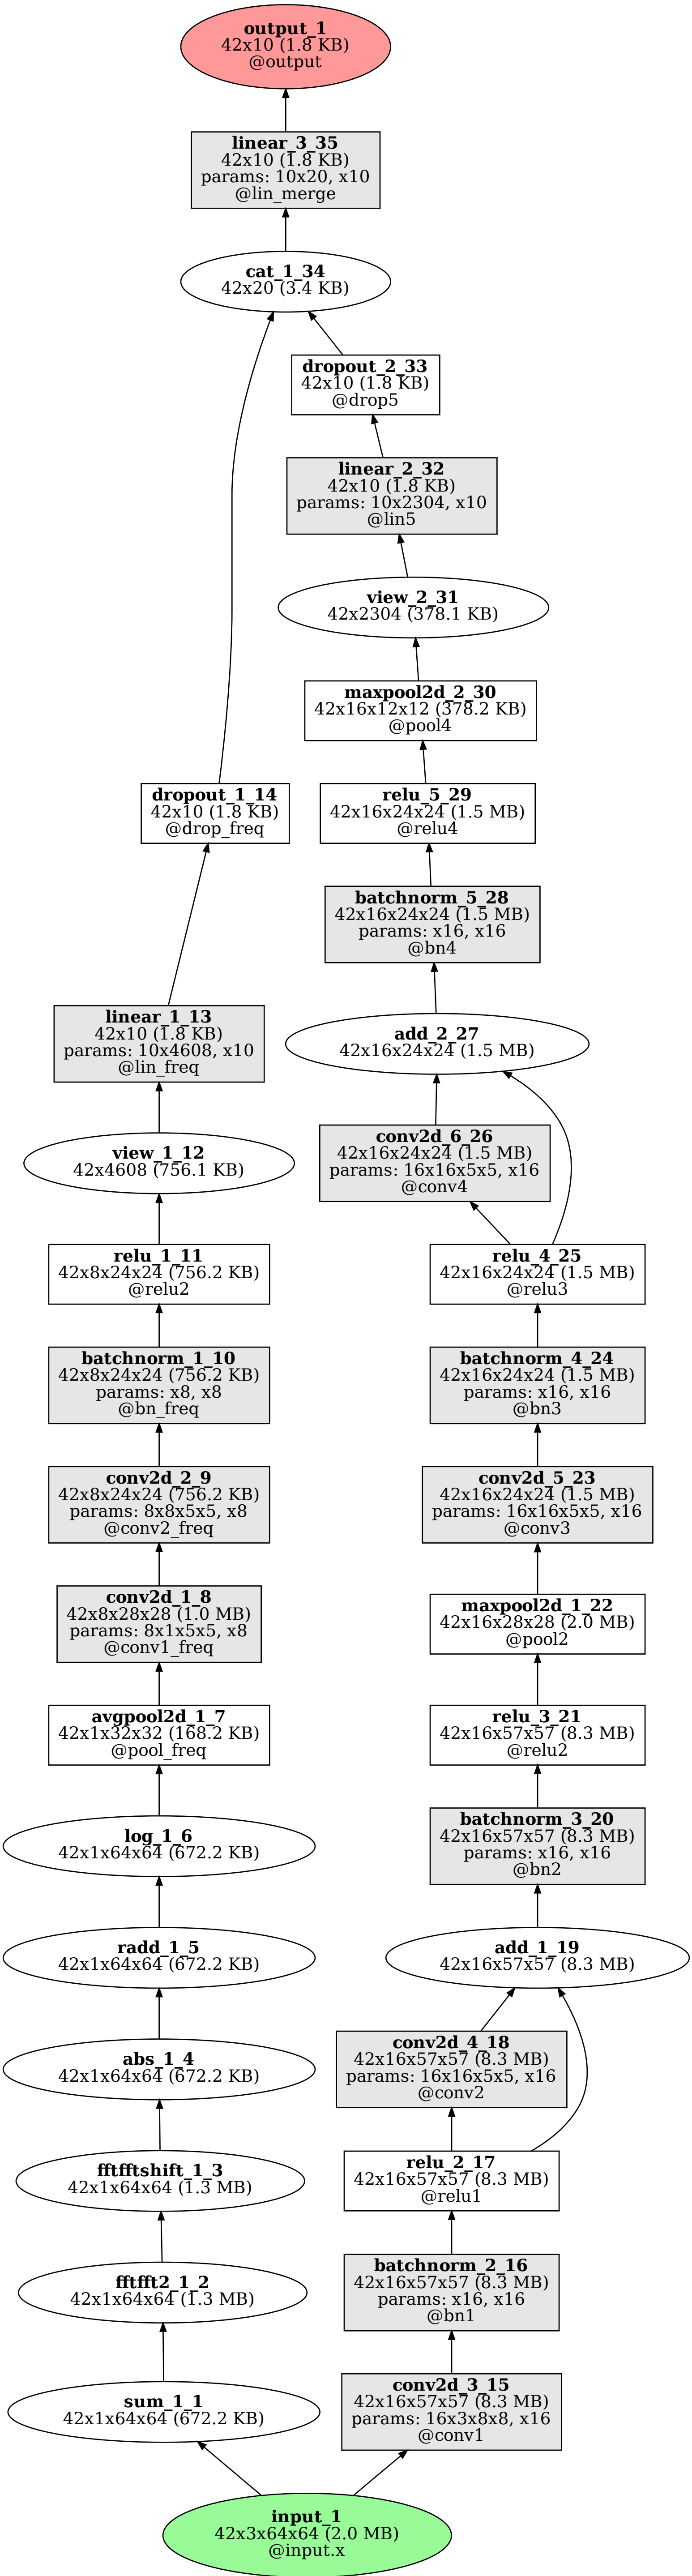 output_1
42x10 (1.8 KB)
@output
linear_3_35
42x10 (1.8 KB)
params: 10x20, x10
@lin_merge
cat_1_34
42x20 (3.4 KB)
dropout_2_33
42x10 (1.8 KB)
@drop5
linear_2_32
42x10 (1.8 KB)
params: 10x2304, x10
@lin5
view_2_31
42x2304 (378.1 KB)
maxpool2d_2_30
42x16x12x12 (378.2 KB)
@pool4
dropout_1_14
42x10 (1.8 KB)
@drop_freq
relu_5_29
42x16x24x24 (1.5 MB)
@relu4
batchnorm_5_28
42x16x24x24 (1.5 MB)
params: x16, x16
@bn4
linear_1_13
42x10 (1.8 KB)
params: 10x4608, x10
@lin_freq
add_2_27
42x16x24x24 (1.5 MB)
view_1_12
42x4608 (756.1 KB)
conv2d_6_26
42x16x24x24 (1.5 MB)
params: 16x16x5x5, x16
@conv4
relu_1_11
42x8x24x24 (756.2 KB)
@relu2
relu_4_25
42x16x24x24 (1.5 MB)
@relu3
batchnorm_1_10
42x8x24x24 (756.2 KB)
params: x8, x8
@bn_freq
batchnorm_4_24
42x16x24x24 (1.5 MB)
params: x16, x16
@bn3
conv2d_2_9
42x8x24x24 (756.2 KB)
params: 8x8x5x5, x8
@conv2_freq
conv2d_5_23
42x16x24x24 (1.5 MB)
params: 16x16x5x5, x16
@conv3
conv2d_1_8
42x8x28x28 (1.0 MB)
params: 8x1x5x5, x8
@conv1_freq
maxpool2d_1_22
42x16x28x28 (2.0 MB)
@pool2
avgpool2d_1_7
42x1x32x32 (168.2 KB)
@pool_freq
relu_3_21
42x16x57x57 (8.3 MB)
@relu2
log_1_6
42x1x64x64 (672.2 KB)
batchnorm_3_20
42x16x57x57 (8.3 MB)
params: x16, x16
@bn2
radd_1_5
42x1x64x64 (672.2 KB)
add_1_19
42x16x57x57 (8.3 MB)
abs_1_4
42x1x64x64 (672.2 KB)
conv2d_4_18
42x16x57x57 (8.3 MB)
params: 16x16x5x5, x16
@conv2
fftfftshift_1_3
42x1x64x64 (1.3 MB)
relu_2_17
42x16x57x57 (8.3 MB)
@relu1
fftfft2_1_2
42x1x64x64 (1.3 MB)
batchnorm_2_16
42x16x57x57 (8.3 MB)
params: x16, x16
@bn1
sum_1_1
42x1x64x64 (672.2 KB)
conv2d_3_15
42x16x57x57 (8.3 MB)
params: 16x3x8x8, x16
@conv1
input_1
42x3x64x64 (2.0 MB)
@input.x